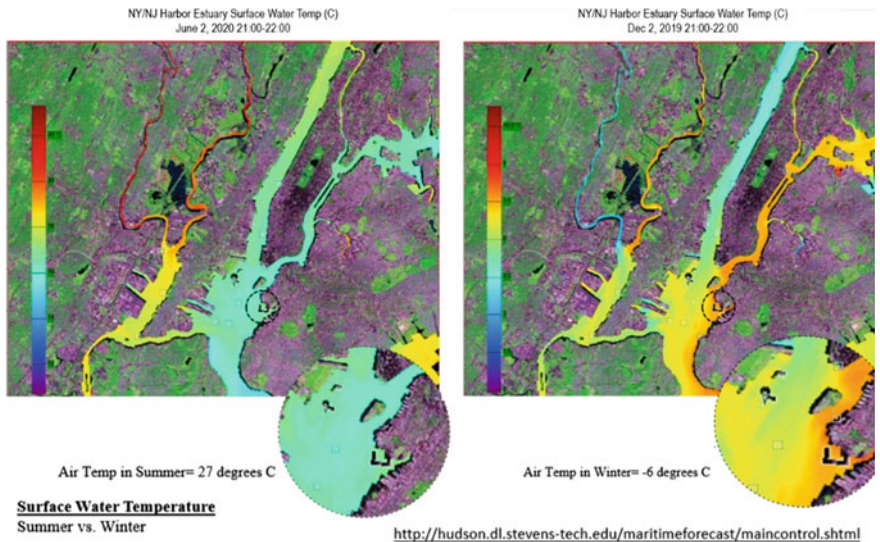 NY/NJ Harbor Estuary Surface Water Temp (C)
June 2, 2020 21:00-22:00
NY/NJ Harbor Estuary Surface Water Temp (C)
Dec 2, 2019 21:00-22:00
Air Temp in Summer= 27 degrees C
Air Temp in Winter= -6 degrees C
Surface Water Temperature
Summer vs. Winter
http://hudson.dl.stevens-tech.edu/maritimeforecast/maincontrol.shtml